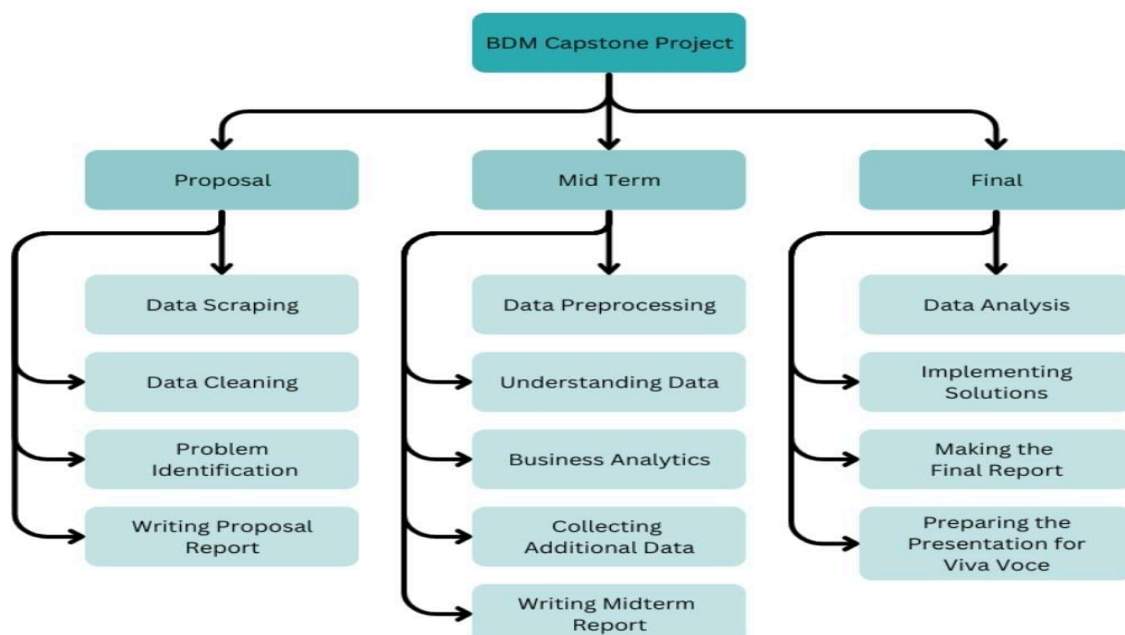 BDM Capstone Project
Proposal
Mid Term
Final
Data Scraping
Data Cleaning
Problem
Identification
Writing Proposal
Report
Data Preprocessing
Understanding Data
Business Analytics
Collecting
Additional Data
Writing Midterm
Report
Data Analysis
Implementing
Solutions
Making the
Final Report
Preparing the
Presentation for
Viva Voce